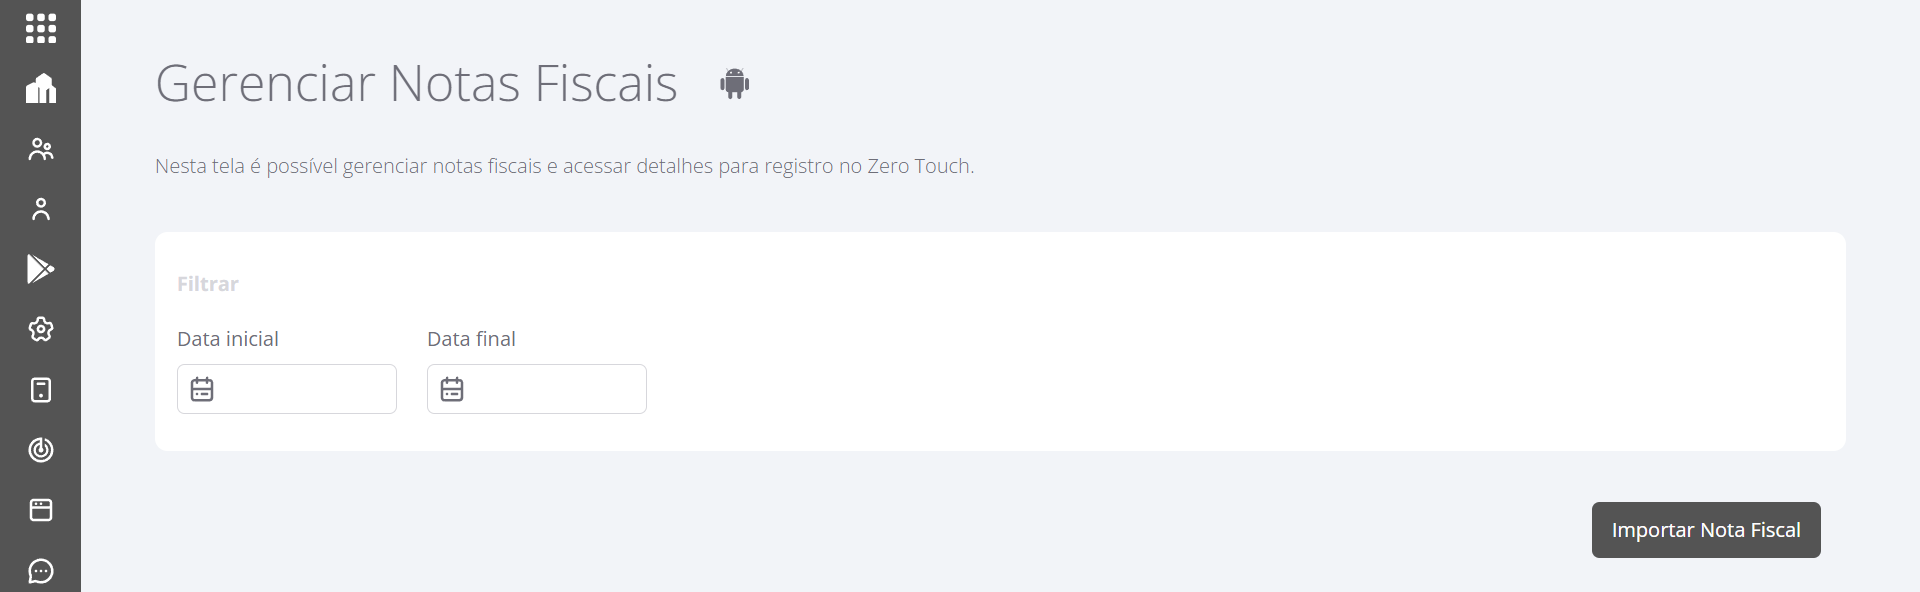 Gerenciar Notas Fiscais
Nesta tela é possível gerenciar notas fiscais e acessar detalhes para registro no Zero Touch.
Filtrar
Data inicial
Data final
Importar Nota Fiscal